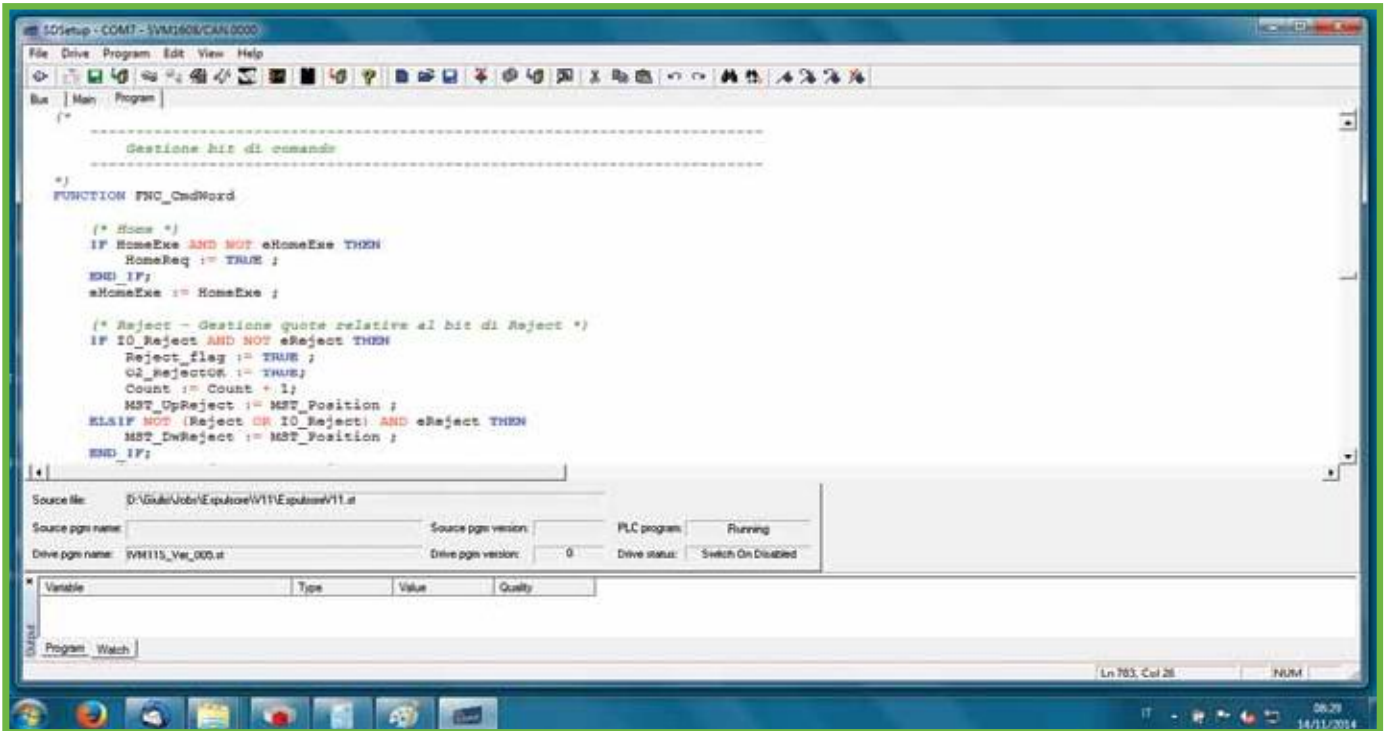 SDSetup - COM7 - SVM1608/CAN 0000
File Drive Program Edit View Help
Bus Main Program
(*
-----------------------------------------------------------------------
Gestione bit di comando
-----------------------------------------------------------------------
*)
FUNCTION FNC_CmdWord
(* Home *)
IF HomeExe AND NOT eHomeExe THEN
HomeReq := TRUE ;
END_IF;
eHomeExe := HomeExe ;
(* Reject - Gestione quote relative al bit di Reject *)
IF I0_Reject AND NOT eReject THEN
Reject_flag := TRUE ;
O2_RejectOK := TRUE;
Count := Count + 1;
MST_UpReject := MST_Position ;
ELSIF NOT (Reject OR I0_Reject) AND eReject THEN
MST_DwReject := MST_Position ;
END_IF;
Source file: D:\Giulio\Jobs\Espulsore\V11\EspulsoreV11.st
Source pgm name: Source pgm version: PLC program: Running
Drive pgm name: Drive pgm version: 0 Drive status: Switch On Disabled
Variable Type Value Quality
Output
Program Watch
Ln 783, Col 26 NUM
IT 08:29
14/11/2014